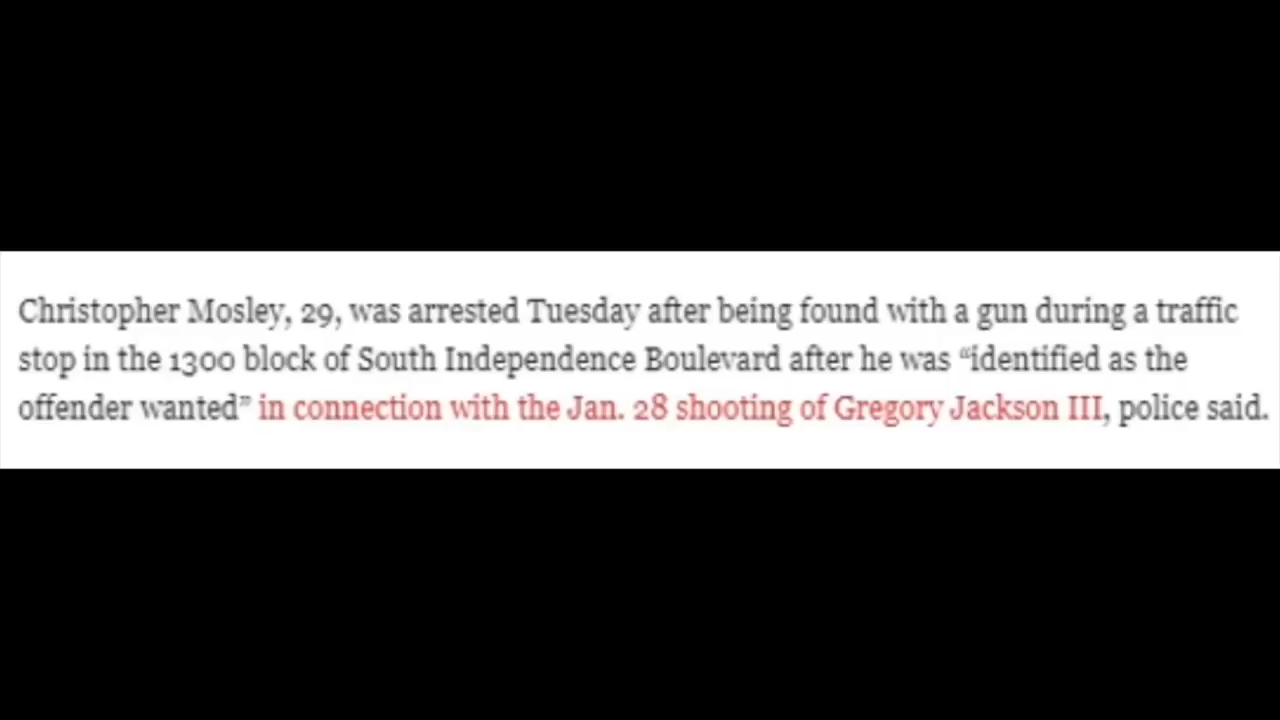 Christopher Mosley, 29, was arrested Tuesday after being found with a gun during a traffic
stop in the 1300 block of South Independence Boulevard after he was “identified as the
offender wanted” in connection with the Jan. 28 shooting of Gregory Jackson III, police said.